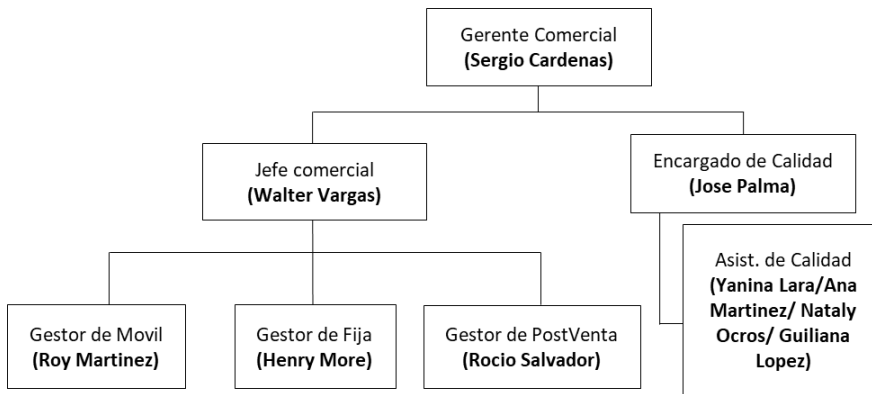 Gerente Comercial
(Sergio Cardenas)
Jefe comercial
(Walter Vargas)
Encargado de Calidad
(Jose Palma)
Gestor de Movil
(Roy Martinez)
Gestor de Fija
(Henry More)
Gestor de PostVenta
(Rocio Salvador)
Asist. de Calidad
(Yanina Lara/Ana
Martinez/ Nataly
Ocros/ Guiliana
Lopez)